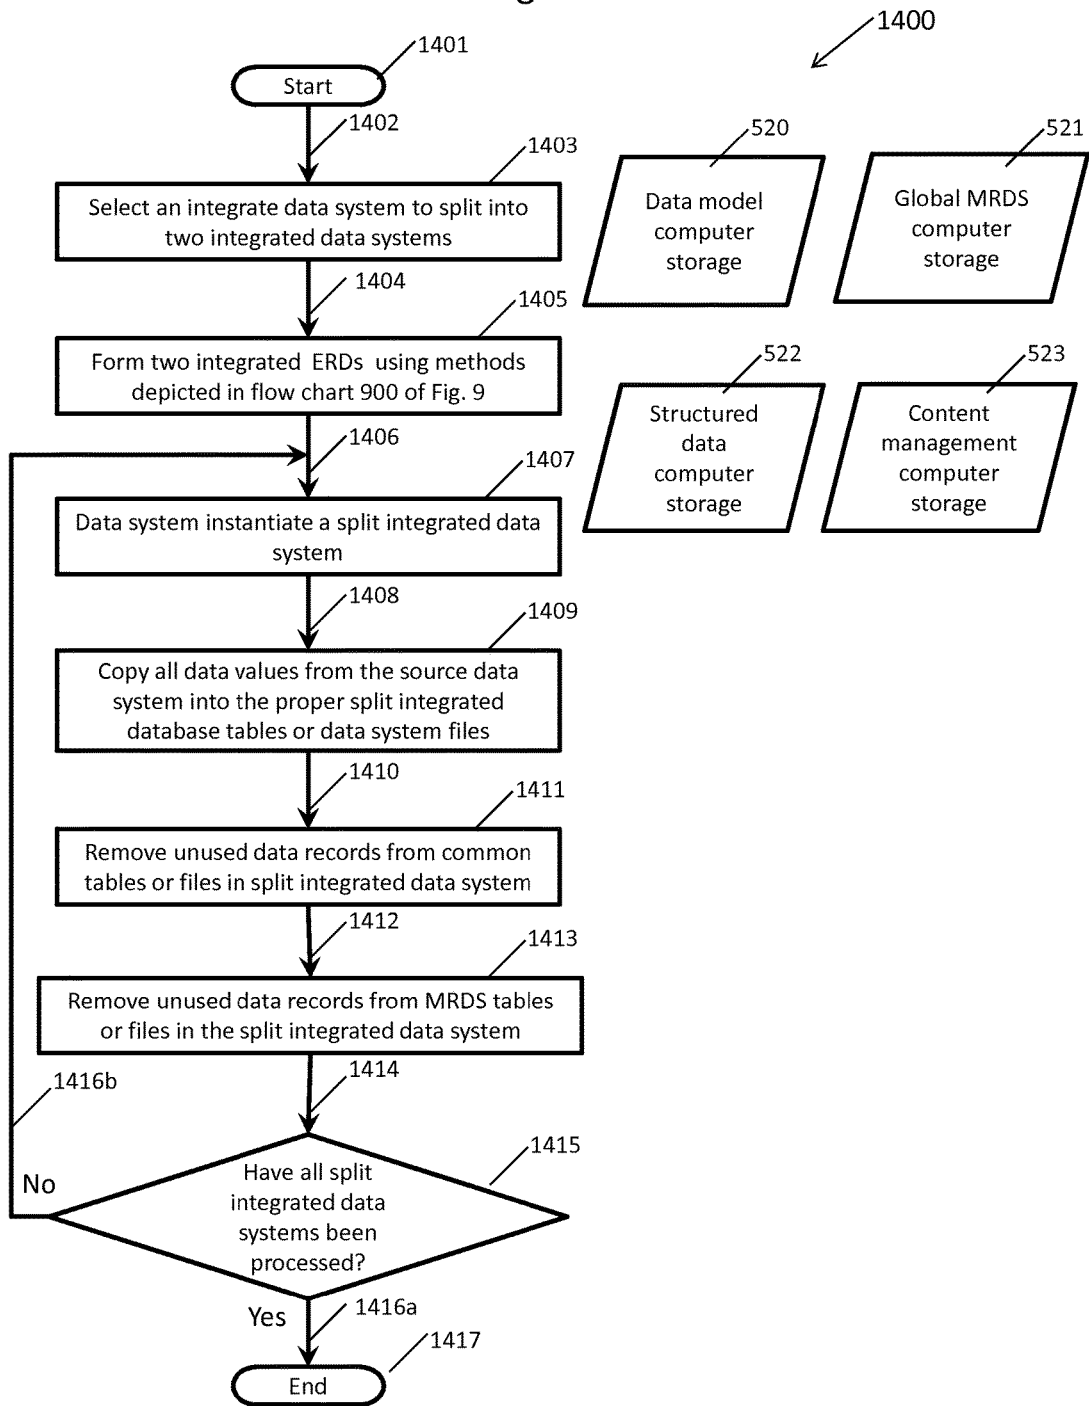 1400
1401
Start
1402
1403
Select an integrate data system to split into
two integrated data systems
1404
1405
Form two integrated ERDs using methods
depicted in flow chart 900 of Fig. 9
1406
1407
Data system instantiate a split integrated data
system
1408
1409
Copy all data values from the source data
system into the proper split integrated
database tables or data system files
1410
1411
Remove unused data records from common
tables or files in split integrated data system
1412
1413
Remove unused data records from MRDS tables
or files in the split integrated data system
1414
1416b
1415
Have all split
integrated data
systems been
processed?
No
Yes
1416a
1417
End
520
Data model
computer
storage
521
Global MRDS
computer
storage
522
Structured
data
computer
storage
523
Content
management
computer
storage